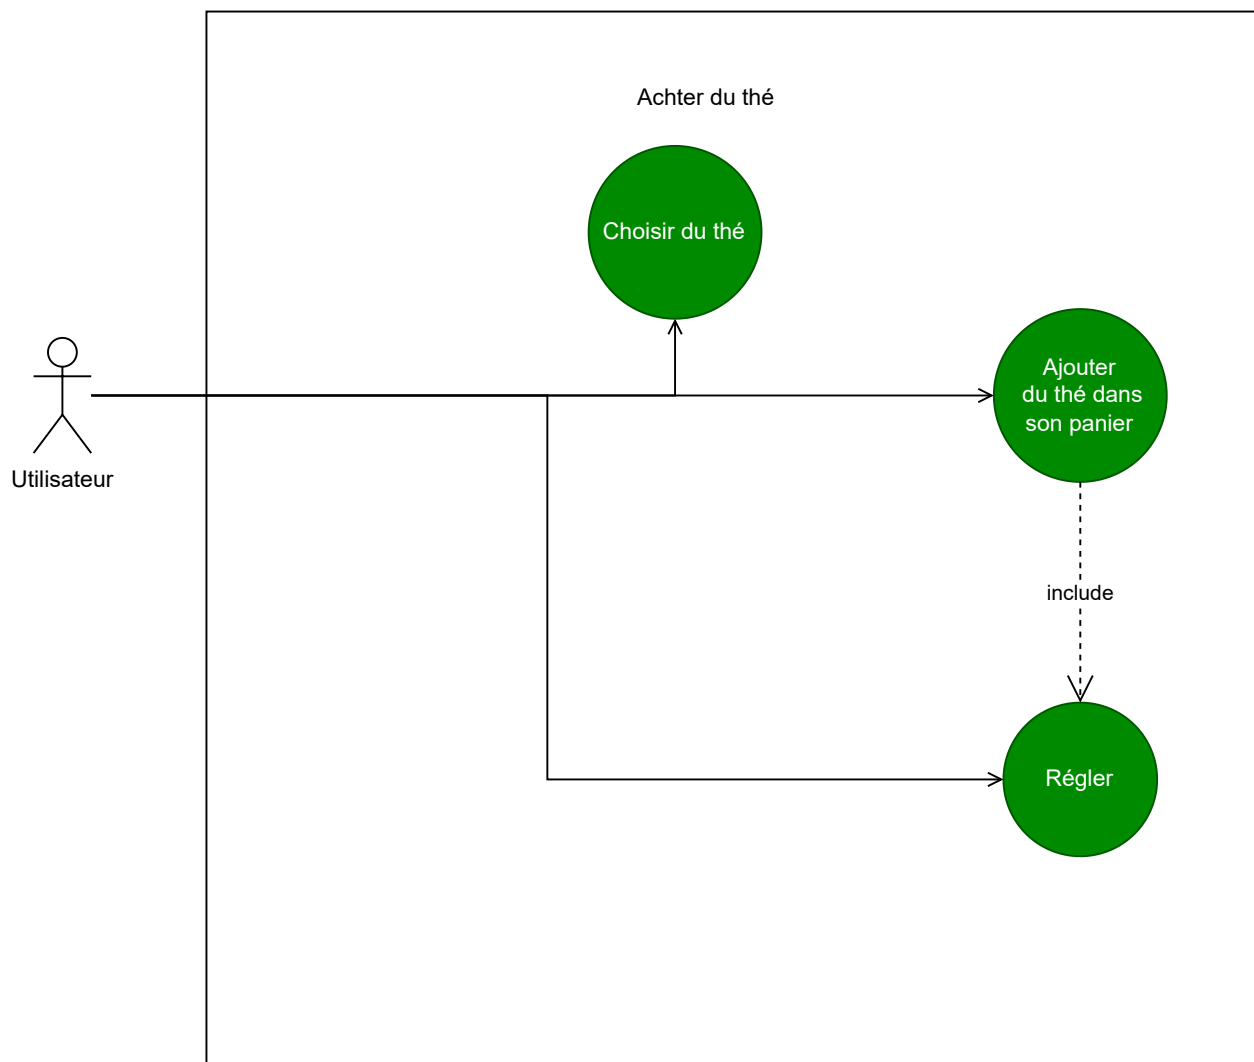 Achter du thé
Choisir du thé
Ajouter
du thé dans
son panier
Utilisateur
include
Régler